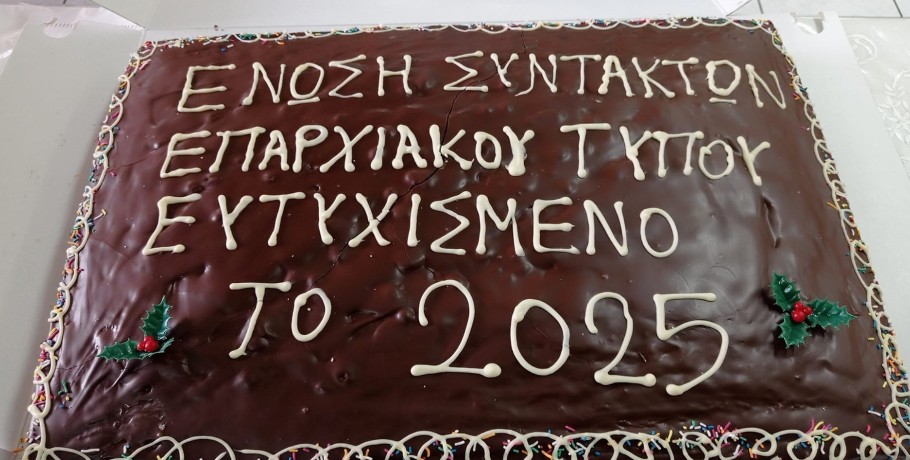 ΕΝΩΣΗ ΣΥΝΤΑΚΤΩΝ
ΕΠΑΡΧΙΑΚΟΥ ΤΥΠΟΥ
ΕΥΤΥΧΙΣΜΕΝΟ
ΤΟ 2025